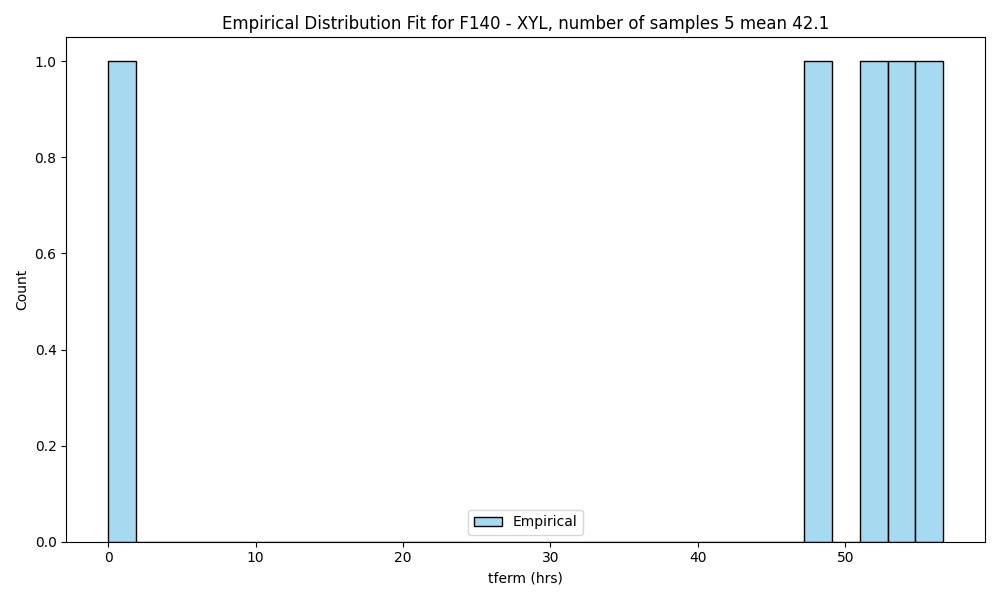 Empirical Distribution Fit for F140 - XYL, number of samples 5 mean 42.1
1.0
0.8
0.6
0.4
0.2
0.0
Count
Empirical
0 10 20 30 40 50
tferm (hrs)